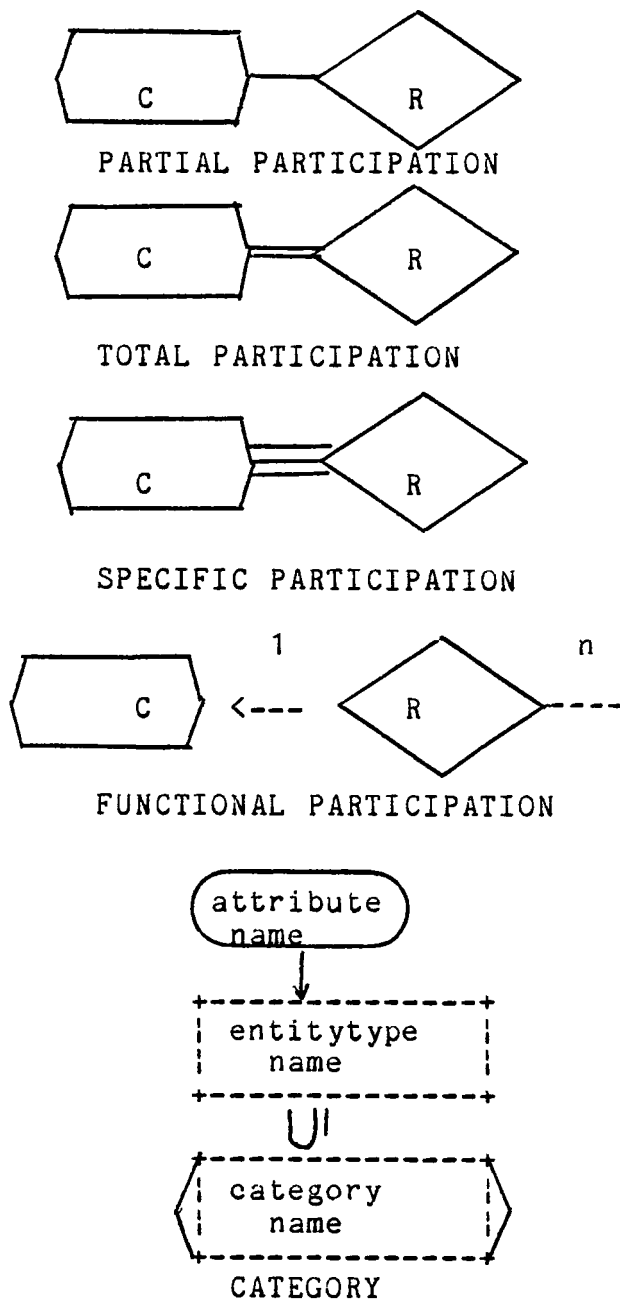 C R
PARTIAL PARTICIPATION
C R
TOTAL PARTICIPATION
C R
SPECIFIC PARTICIPATION
1 n
C R
FUNCTIONAL PARTICIPATION
attribute
name
entitytype
name
category
name
CATEGORY